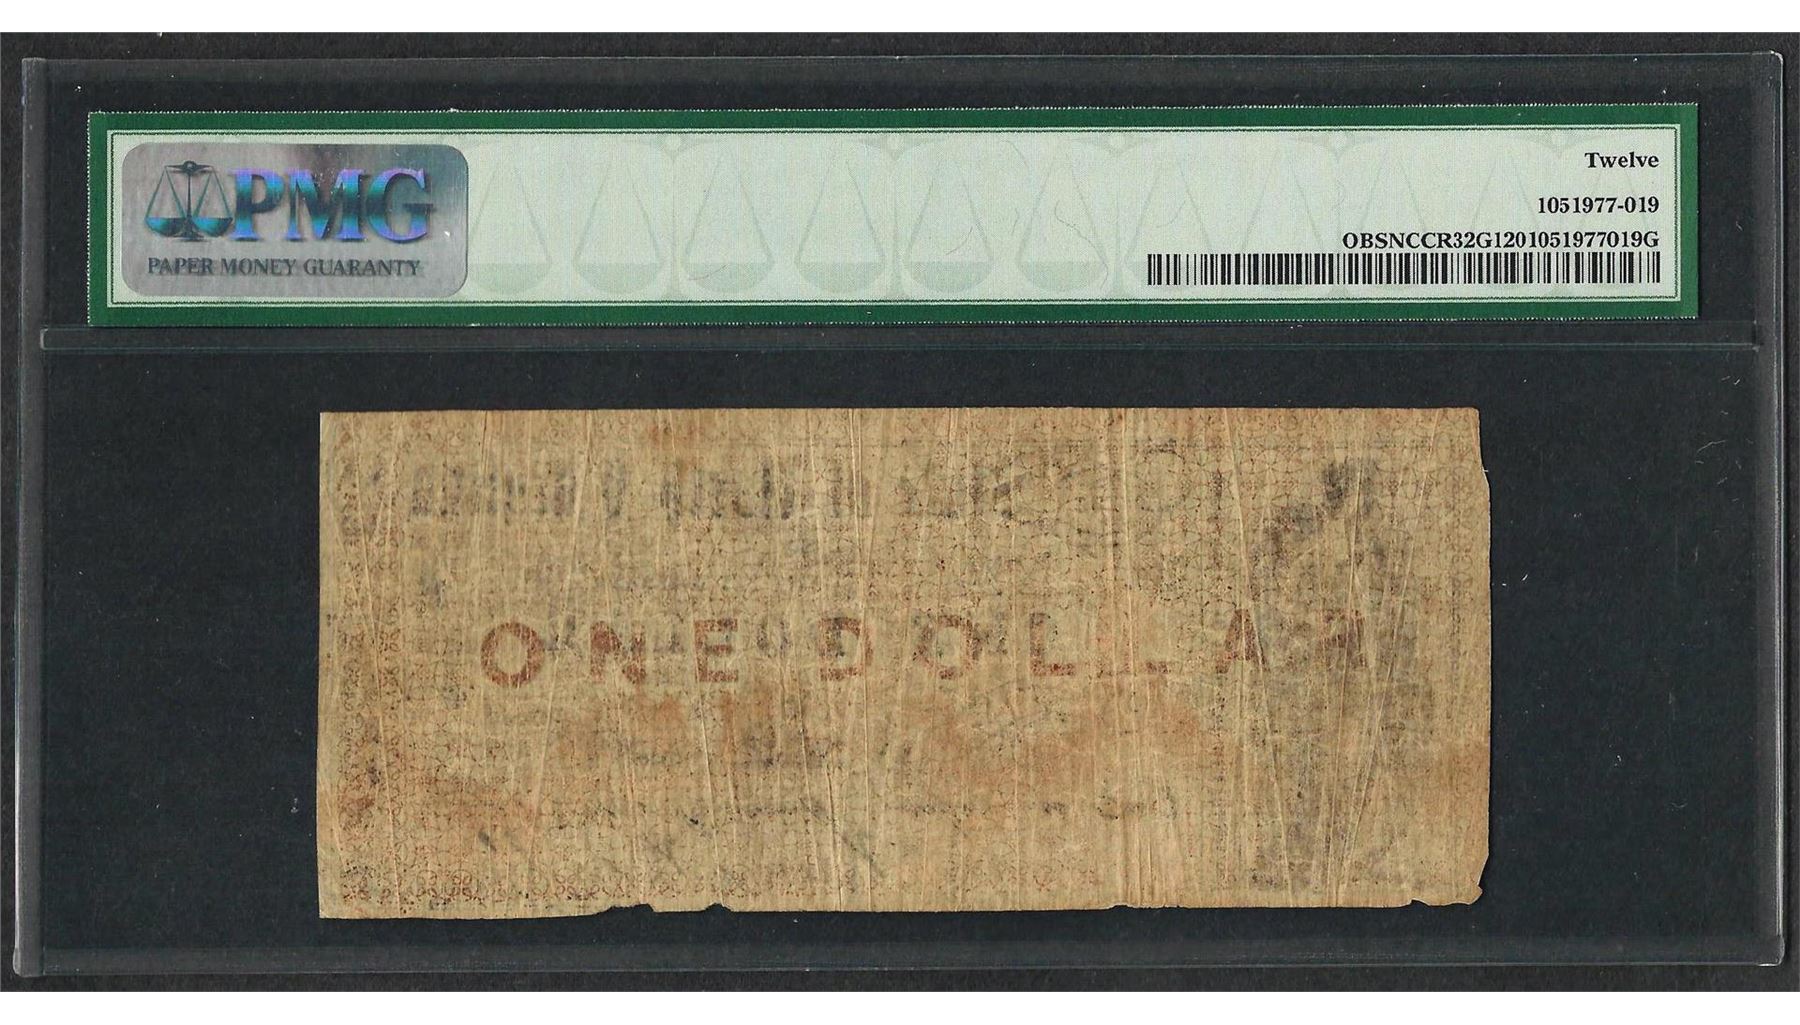 PMG
PAPER MONEY GUARANTY
Twelve
1051977-019
OBSNCCR32G1201051977019G
ONE DOLLAR